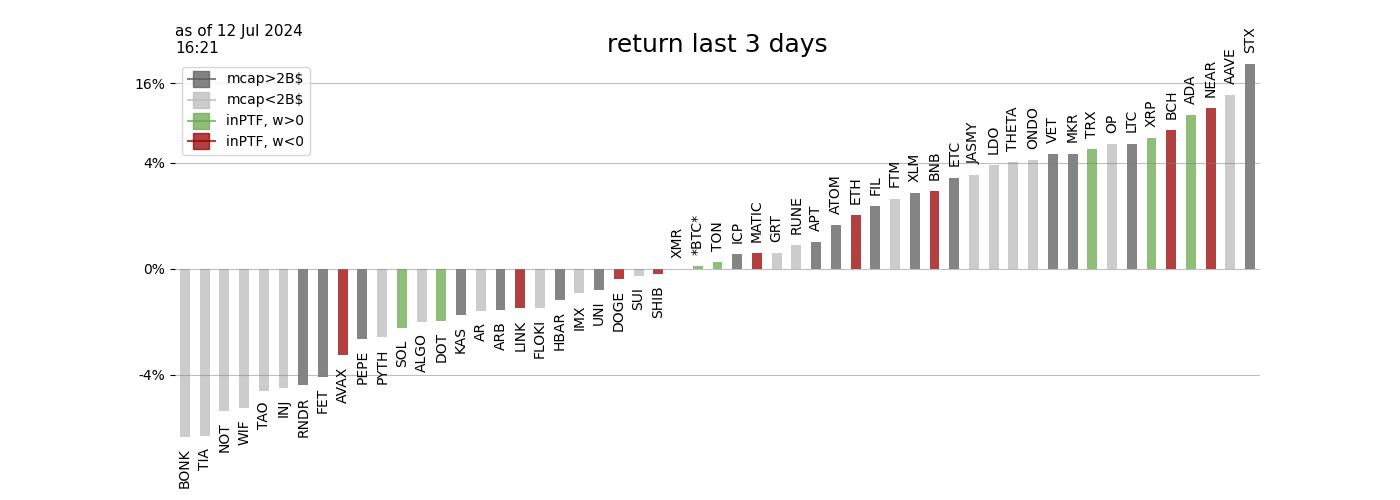 as of 12 Jul 2024
16:21
return last 3 days
mcap>2B$
mcap<2B$
inPTF, w>0
inPTF, w<0
16%
4%
0%
-4%
BONK
TIA
NOT
WIF
TAO
INJ
RNDR
FET
AVAX
PEPE
PYTH
SOL
ALGO
DOT
KAS
AR
ARB
LINK
FLOKI
HBAR
IMX
UNI
DOGE
SUI
SHIB
XMR
*BTC*
TON
ICP
MATIC
GRT
RUNE
APT
ATOM
ETH
FIL
FTM
XLM
BNB
ETC
JASMY
LDO
THETA
ONDO
VET
MKR
TRX
OP
LTC
XRP
BCH
ADA
NEAR
AAVE
STX